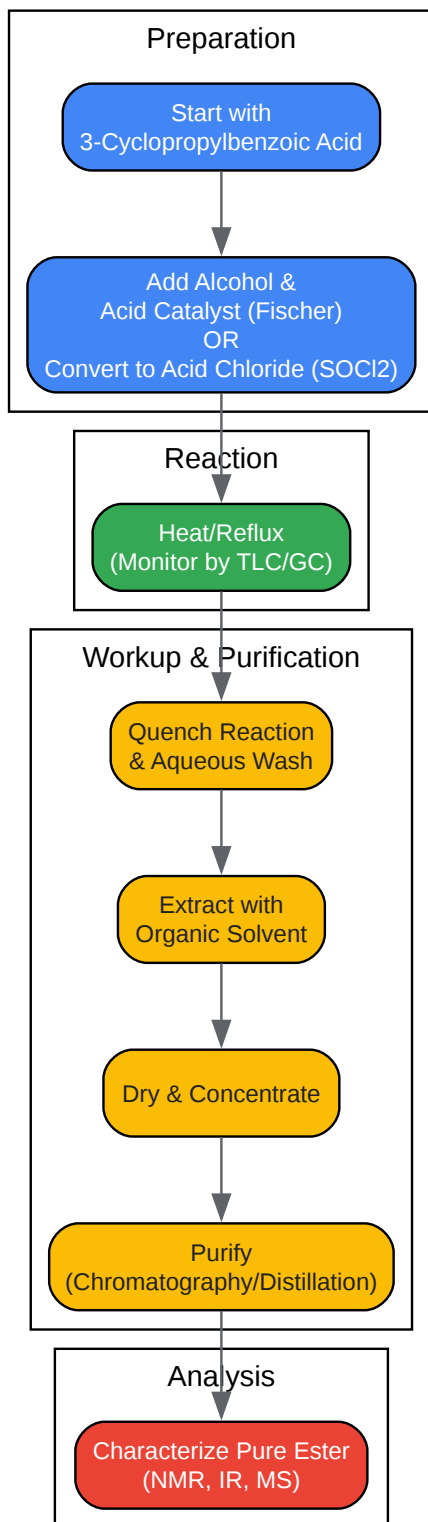 Preparation
Start with
3-Cyclopropylbenzoic Acid
Add Alcohol &
Acid Catalyst (Fischer)
OR
Convert to Acid Chloride (SOCl2)
Reaction
Heat/Reflux
(Monitor by TLC/GC)
Workup & Purification
Quench Reaction
& Aqueous Wash
Extract with
Organic Solvent
Dry & Concentrate
Purify
(Chromatography/Distillation)
Analysis
Characterize Pure Ester
(NMR, IR, MS)